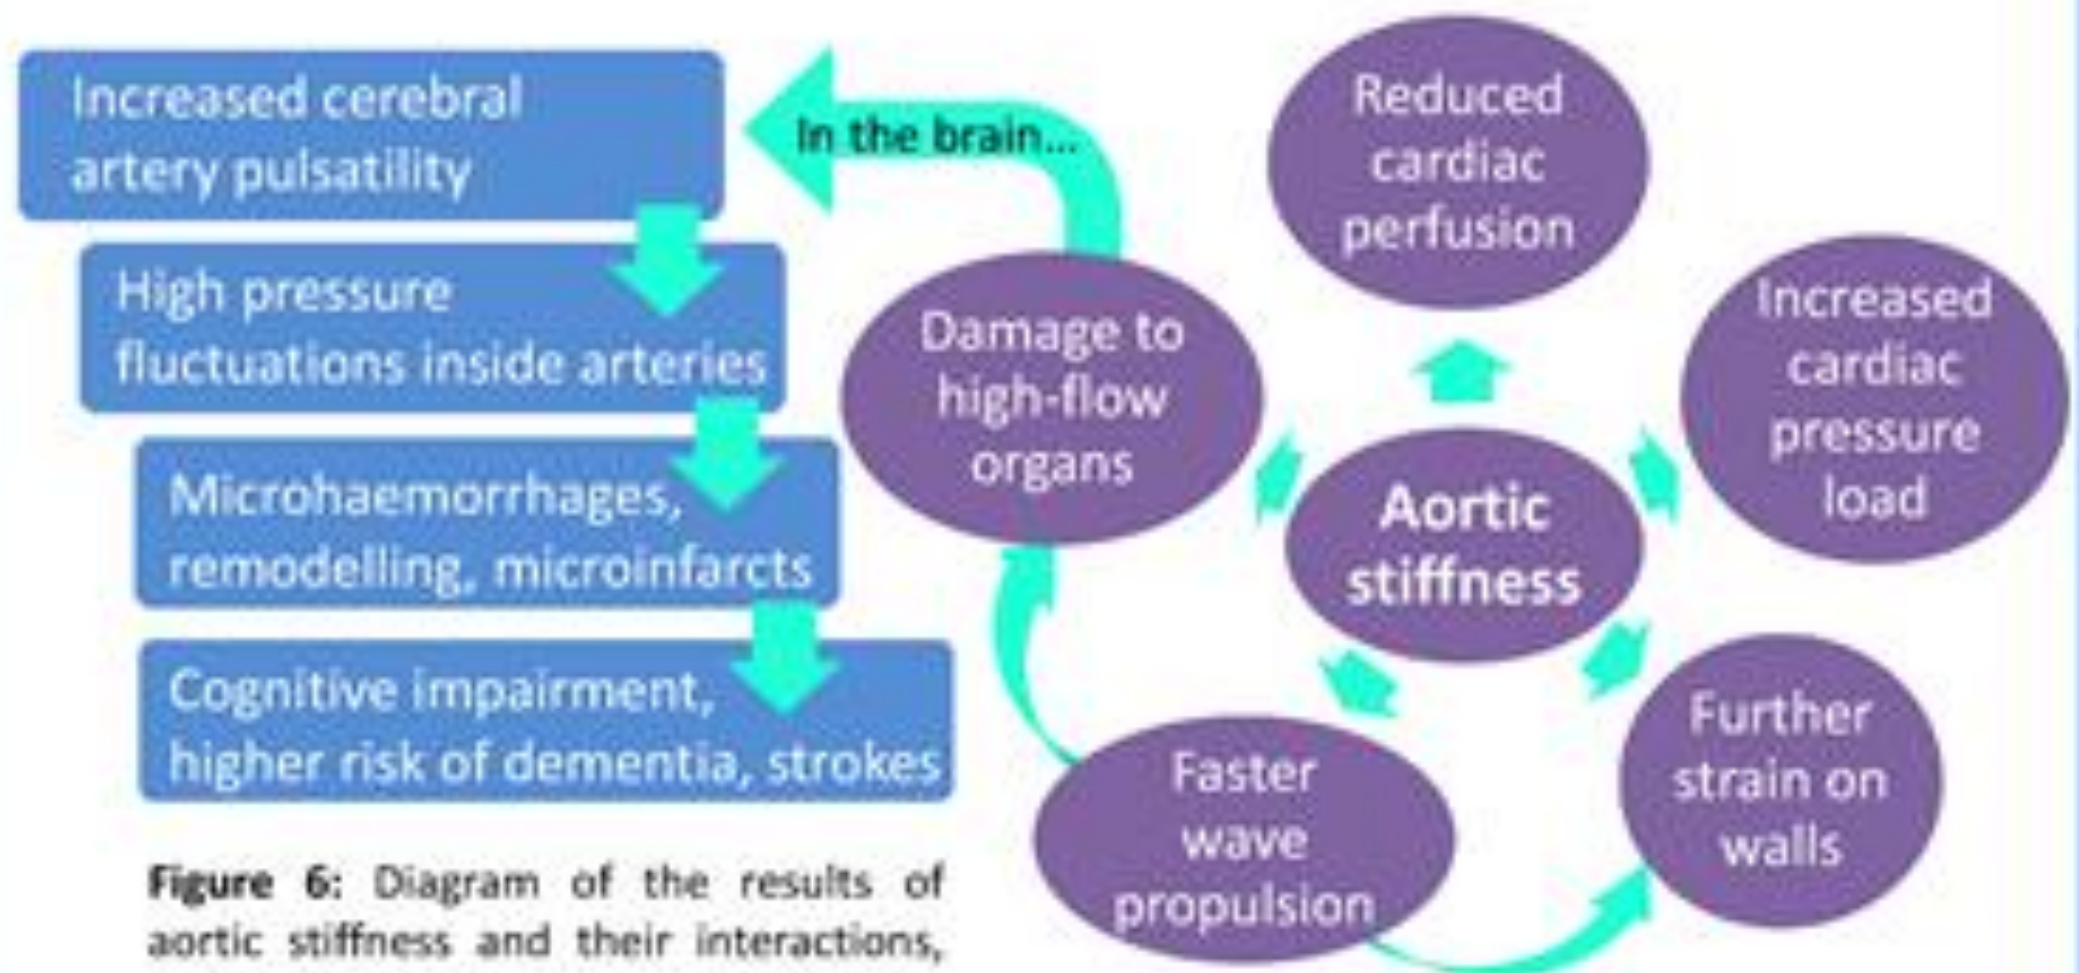 Increased cerebral
artery pulsatility
High pressure
fluctuations inside arteries
Microhaemorrhages,
remodelling, microinfarcts
Cognitive impairment,
higher risk of dementia, strokes
In the brain...
Damage to
high-flow
organs
Reduced
cardiac
perfusion
Increased
cardiac
pressure
load
Aortic
stiffness
Further
strain on
walls
Faster
wave
propulsion
Figure 6: Diagram of the results of
aortic stiffness and their interactions,